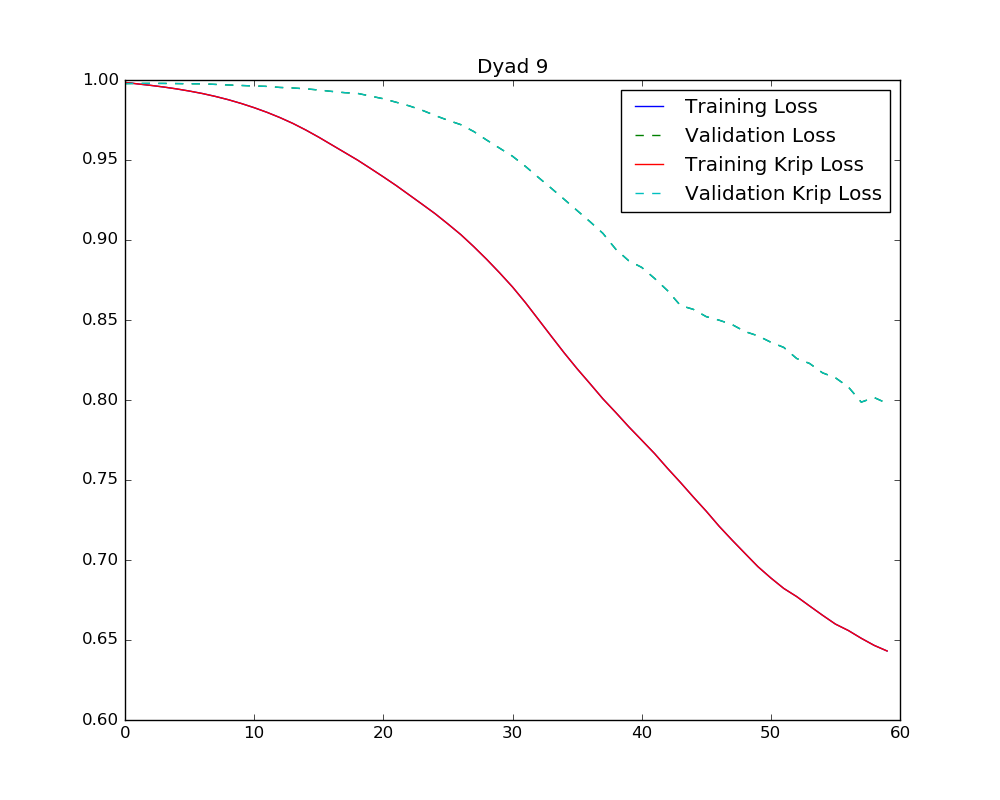 Dyad 9
1.00
0.95
0.90
0.85
0.80
0.75
0.70
0.65
0.60
0 10 20 30 40 50 60
Training Loss
Validation Loss
Training Krip Loss
Validation Krip Loss